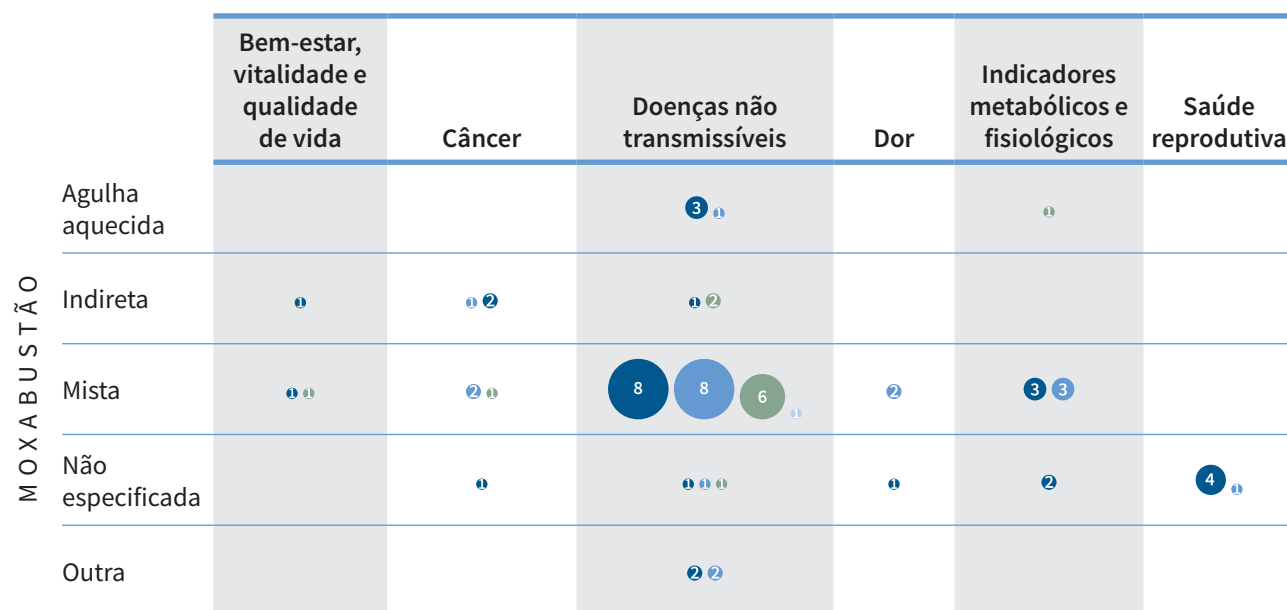 Bem-estar,
vitalidade e
qualidade
de vida
Câncer
Doenças não
transmissíveis
Dor
Indicadores
metabólicos e
fisiológicos
Saúde
reprodutiva
MOXABUSTÃO
Agulha
aquecida
3 1
1
Indireta
1
1 2
1 2
Mista
1 1
2 1
8 8 6 1
2
3 3
Não
especificada
1
1 1 1
1
2
4 1
Outra
2 2